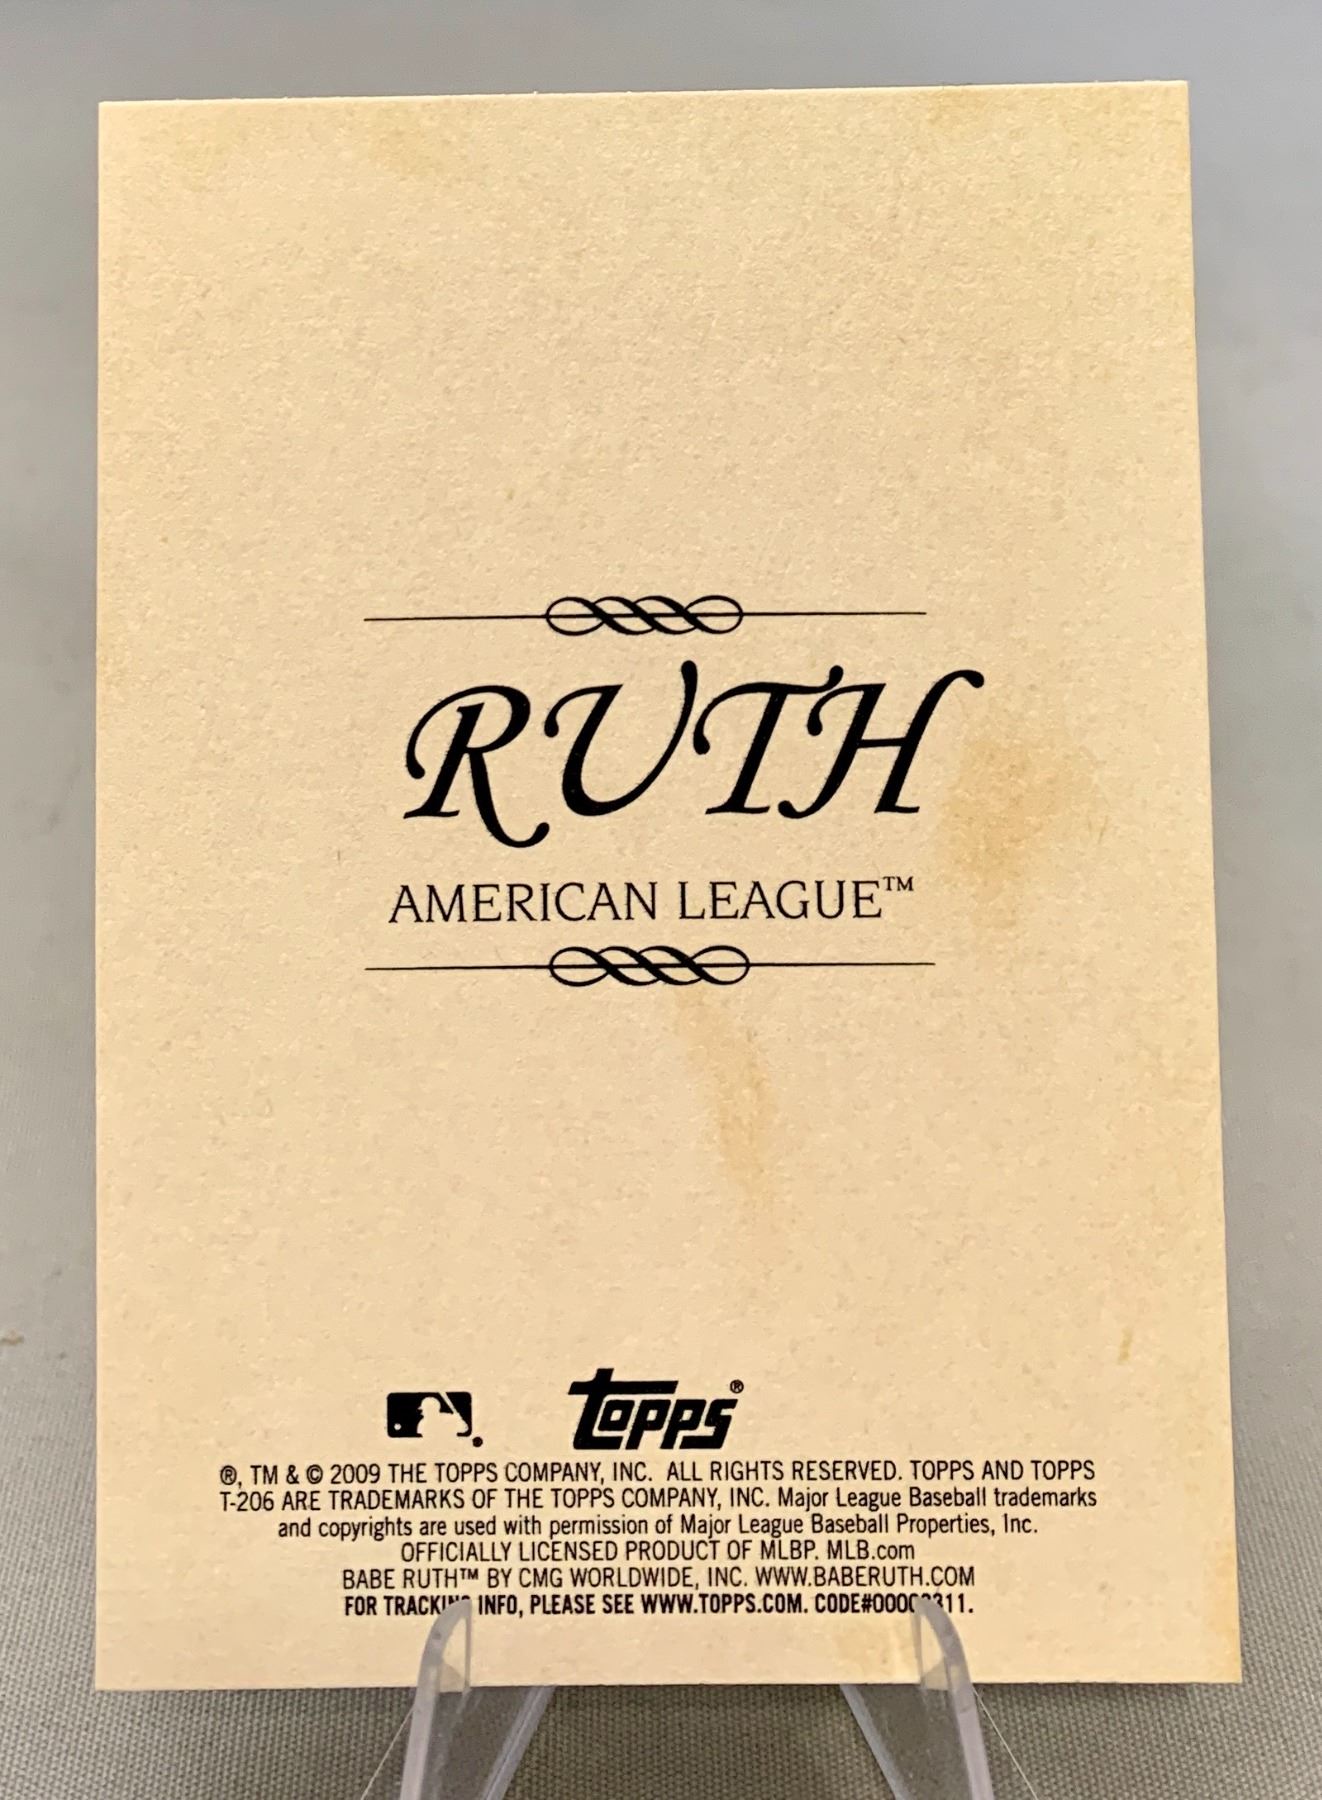 RUTH
AMERICAN LEAGUE™
topps®
®, TM & © 2009 THE TOPPS COMPANY, INC. ALL RIGHTS RESERVED. TOPPS AND TOPPS
T-206 ARE TRADEMARKS OF THE TOPPS COMPANY, INC. Major League Baseball trademarks
and copyrights are used with permission of Major League Baseball Properties, Inc.
OFFICIALLY LICENSED PRODUCT OF MLBP. MLB.com
BABE RUTH™ BY CMG WORLDWIDE, INC. WWW.BABERUTH.COM
FOR TRACKING INFO, PLEASE SEE WWW.TOPPS.COM.